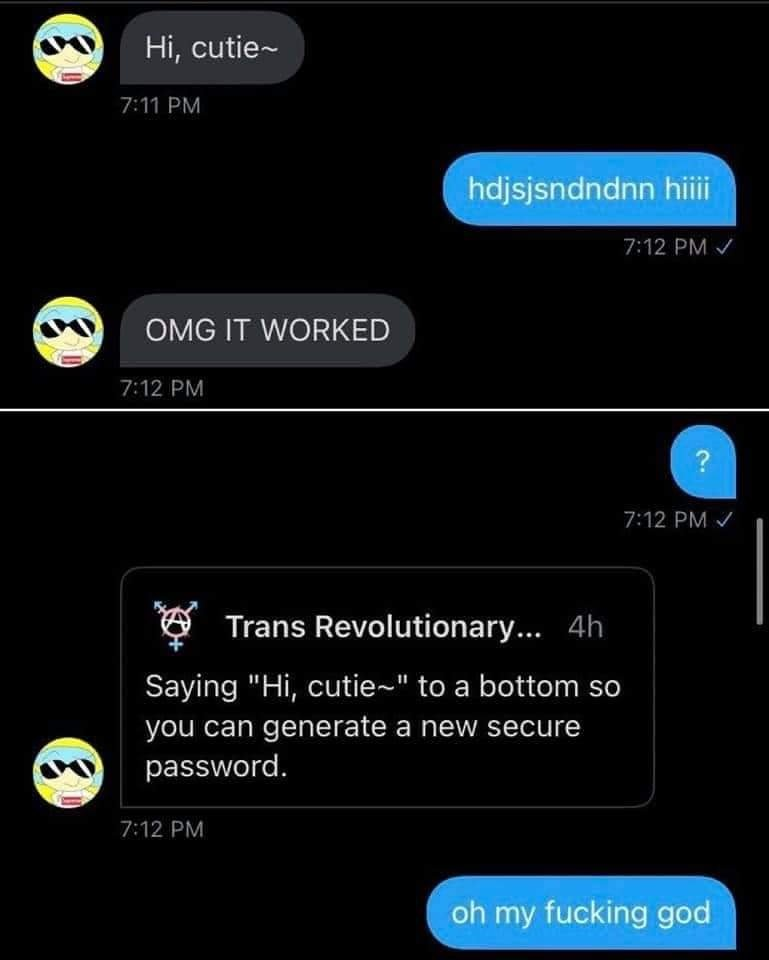 Hi, cutie~
7:11 PM
hdjsjsndndnn hiiii
7:12 PM ✓
OMG IT WORKED
7:12 PM
?
7:12 PM ✓
Trans Revolutionary... 4h
Saying "Hi, cutie~" to a bottom so
you can generate a new secure
password.
7:12 PM
oh my fucking god